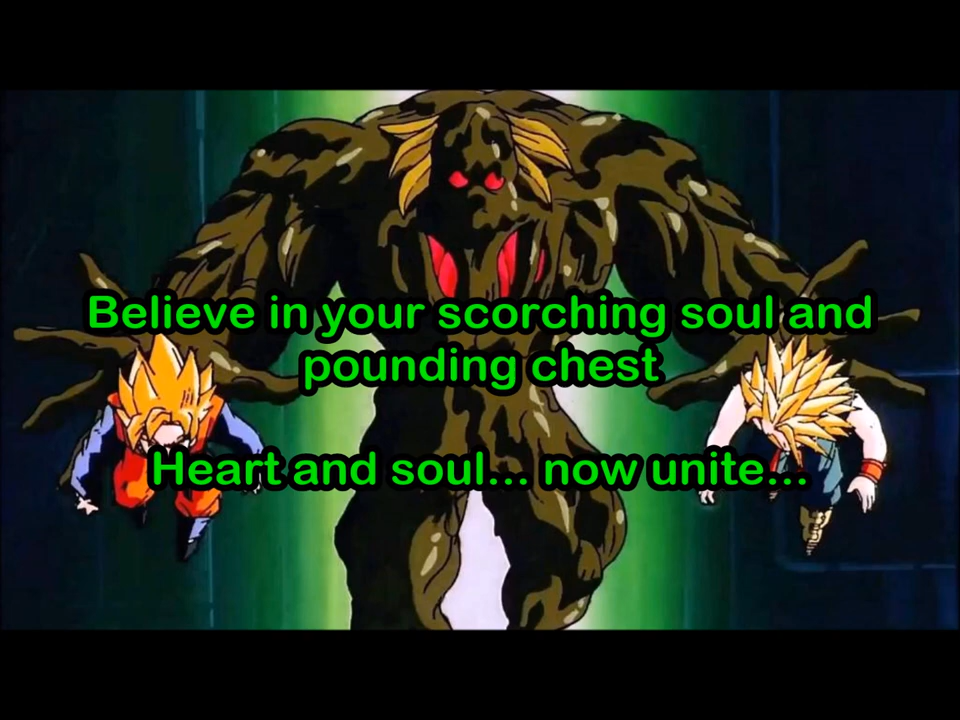 Believe in your scorching soul and
pounding chest
Heart and soul... now unite...